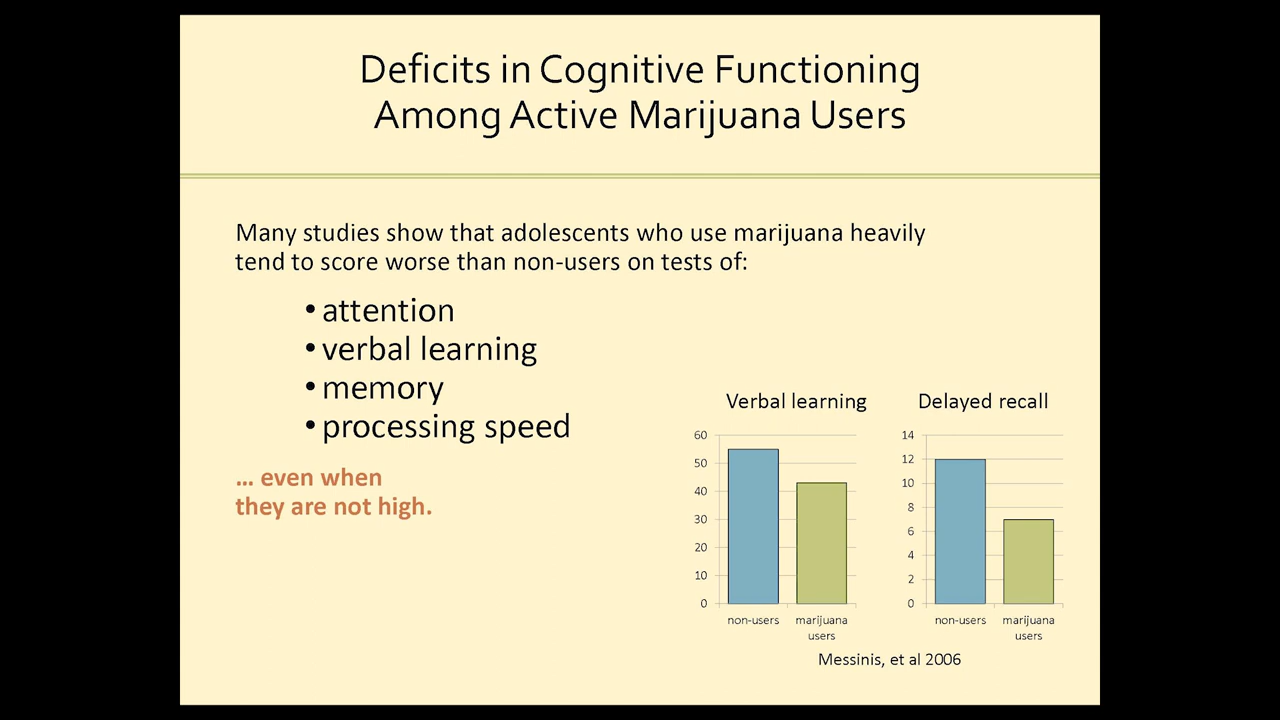 Deficits in Cognitive Functioning
Among Active Marijuana Users
Many studies show that adolescents who use marijuana heavily
tend to score worse than non-users on tests of:
• attention
• verbal learning
• memory
• processing speed
... even when
they are not high.
Verbal learning
60
50
40
30
20
10
0
non-users
marijuana
users
Delayed recall
14
12
10
8
6
4
2
0
non-users
marijuana
users
Messinis, et al 2006